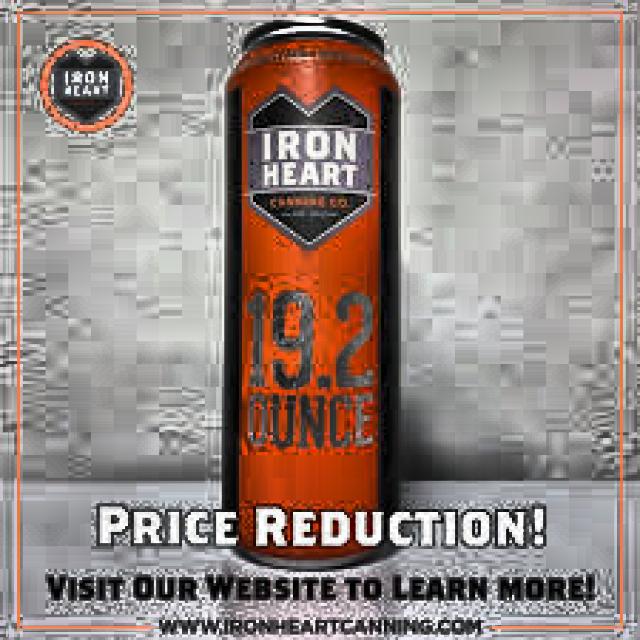 IRON
HEART
IRON
HEART
CANNING CO.
19.2
OUNCE
PRICE REDUCTION!
VISIT OUR WEBSITE TO LEARN MORE!
WWW.IRONHEARTCANNING.COM